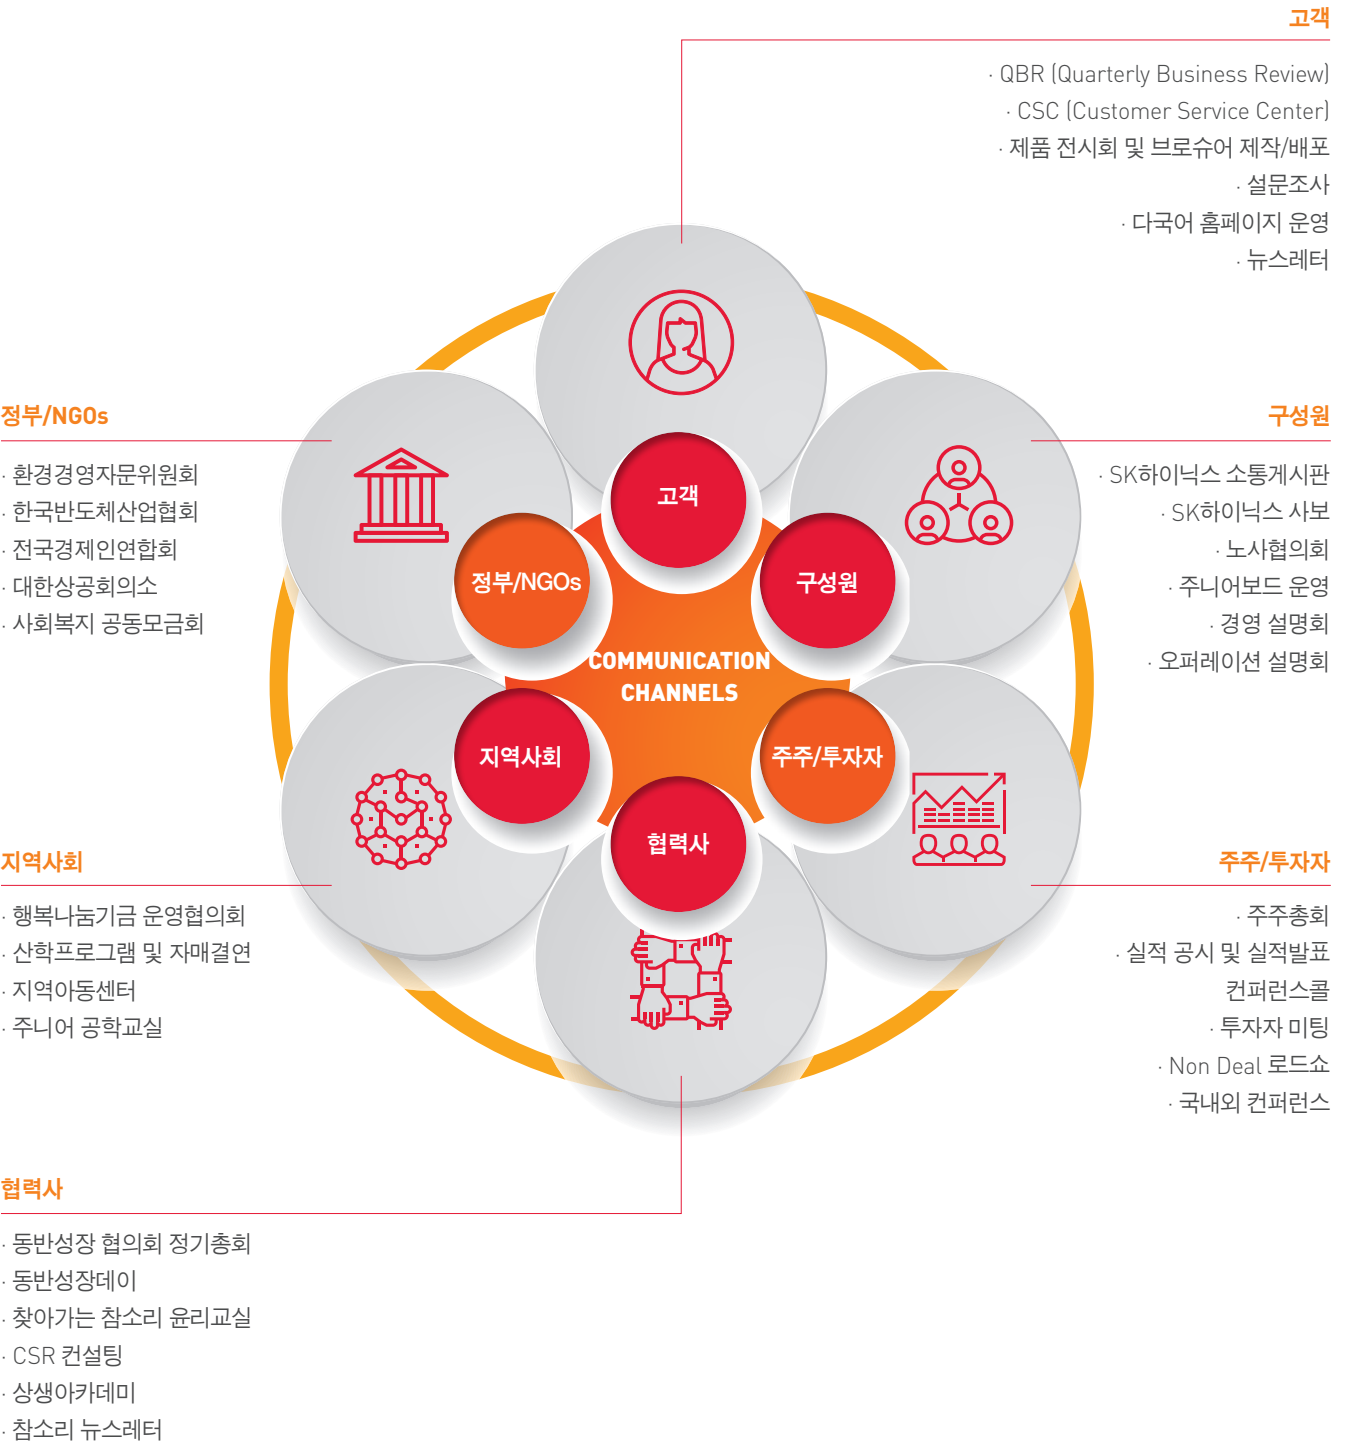 고객
· QBR (Quarterly Business Review)
· CSC (Customer Service Center)
· 제품 전시회 및 브로슈어 제작/배포
· 설문조사
· 다국어 홈페이지 운영
· 뉴스레터
정부/NGOs
· 환경경영자문위원회
· 한국반도체산업협회
· 전국경제인연합회
· 대한상공회의소
· 사회복지 공동모금회
구성원
· SK하이닉스 소통게시판
· SK하이닉스 사보
· 노사협의회
· 주니어보드 운영
· 경영 설명회
· 오퍼레이션 설명회
고객
정부/NGOs
구성원
COMMUNICATION
CHANNELS
지역사회
주주/투자자
협력사
지역사회
· 행복나눔기금 운영협의회
· 산학프로그램 및 자매결연
· 지역아동센터
· 주니어 공학교실
주주/투자자
· 주주총회
· 실적 공시 및 실적발표
컨퍼런스콜
· 투자자 미팅
· Non Deal 로드쇼
· 국내외 컨퍼런스
협력사
· 동반성장 협의회 정기총회
· 동반성장데이
· 찾아가는 참소리 윤리교실
· CSR 컨설팅
· 상생아카데미
· 참소리 뉴스레터